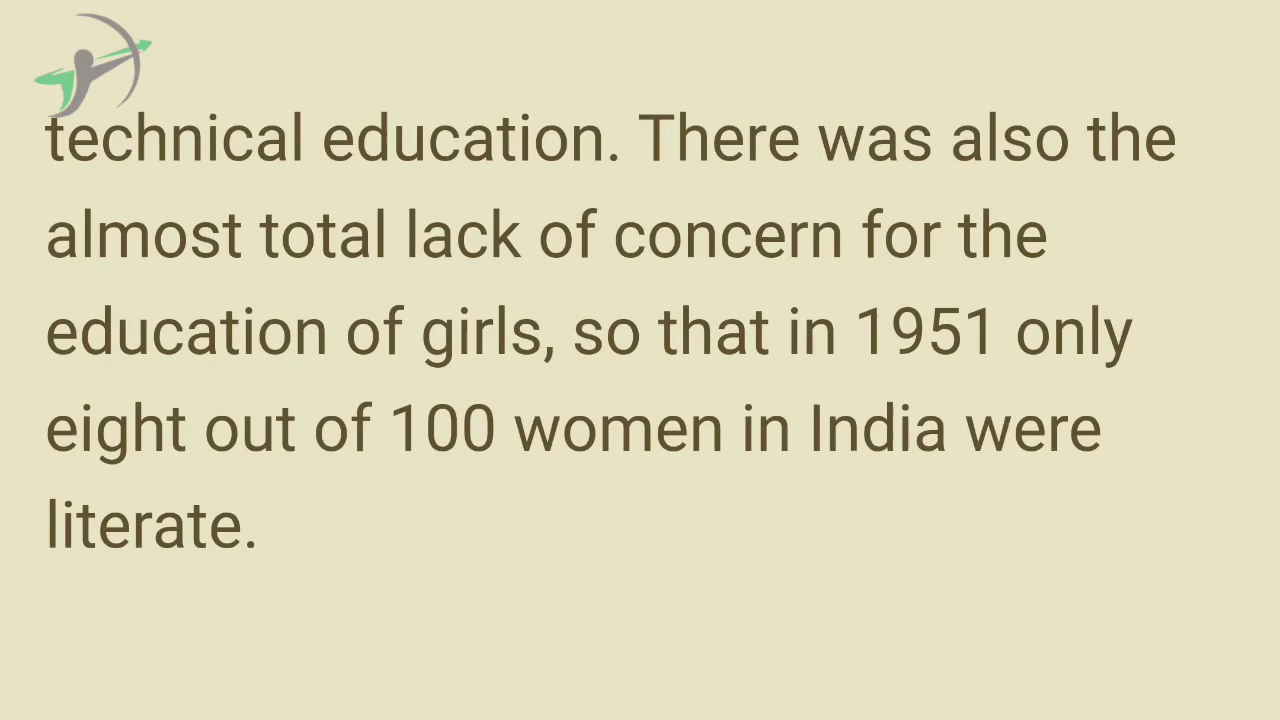 technical education. There was also the
almost total lack of concern for the
education of girls, so that in 1951 only
eight out of 100 women in India were
literate.